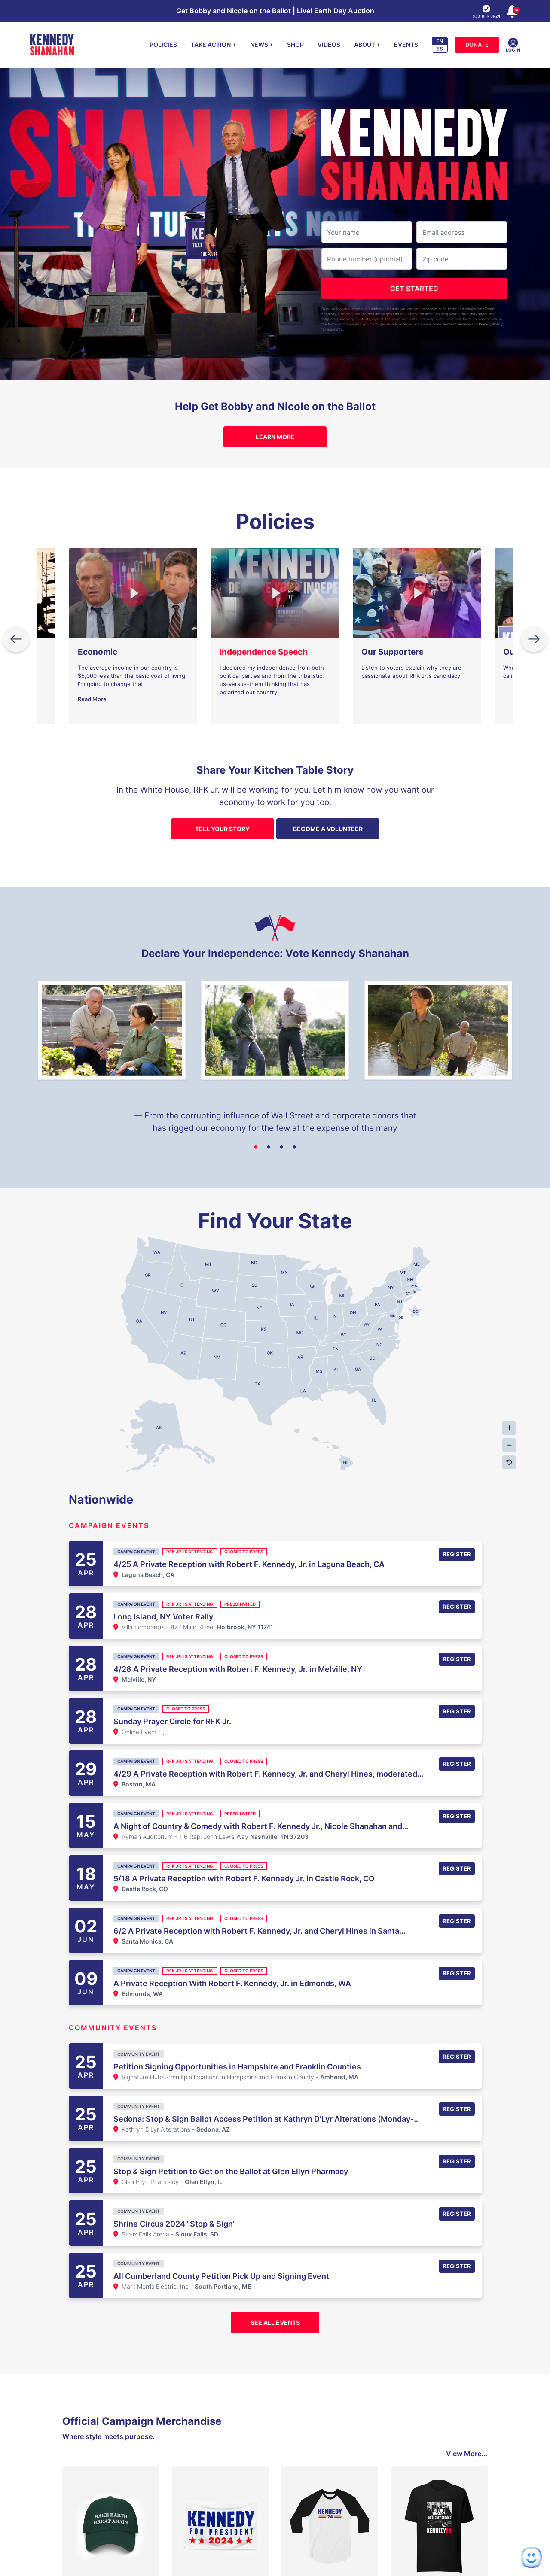 Get Bobby and Nicole on the Ballot | Live! Earth Day Auction
833-RFK-JR24
KENNEDY
SHANAHAN
POLICIES
TAKE ACTION
NEWS
SHOP
VIDEOS
ABOUT
EVENTS
EN
ES
DONATE
LOGIN
KENNEDY
SHANAHAN
Your name
Email address
Phone number (optional)
Zip code
GET STARTED
Help Get Bobby and Nicole on the Ballot
LEARN MORE
Policies
Economic
The average income in our country is
$5,000 less than the basic cost of living.
I'm going to change that.
Read More
Independence Speech
I declared my independence from both
political parties and from the tribalistic,
us-versus-them thinking that has
polarized our country.
Our Supporters
Listen to voters explain why they are
passionate about RFK Jr.'s candidacy.
Share Your Kitchen Table Story
In the White House, RFK Jr. will be working for you. Let him know how you want our
economy to work for you too.
TELL YOUR STORY
BECOME A VOLUNTEER
Declare Your Independence: Vote Kennedy Shanahan
— From the corrupting influence of Wall Street and corporate donors that
has rigged our economy for the few at the expense of the many
Find Your State
WA
MT
ND
MN
ME
VT
NH
OR
ID
SD
WI
MI
NY
MA
CT
WY
NE
IA
PA
NJ
NV
UT
CO
IL
IN
OH
MD
DE
DC
CA
KS
MO
KY
WV
VA
AZ
NM
OK
AR
TN
NC
SC
TX
MS
AL
GA
LA
FL
AK
HI
Nationwide
CAMPAIGN EVENTS
25
APR
CAMPAIGN EVENT
RFK JR. IS ATTENDING
CLOSED TO PRESS
4/25 A Private Reception with Robert F. Kennedy, Jr. in Laguna Beach, CA
Laguna Beach, CA
REGISTER
28
APR
CAMPAIGN EVENT
RFK JR. IS ATTENDING
PRESS INVITED
Long Island, NY Voter Rally
Villa Lombardi's - 877 Main Street Holbrook, NY 11741
REGISTER
28
APR
CAMPAIGN EVENT
RFK JR. IS ATTENDING
CLOSED TO PRESS
4/28 A Private Reception with Robert F. Kennedy, Jr. in Melville, NY
Melville, NY
REGISTER
28
APR
CAMPAIGN EVENT
CLOSED TO PRESS
Sunday Prayer Circle for RFK Jr.
Online Event - ,
REGISTER
29
APR
CAMPAIGN EVENT
RFK JR. IS ATTENDING
CLOSED TO PRESS
4/29 A Private Reception with Robert F. Kennedy, Jr. and Cheryl Hines, moderated...
Boston, MA
REGISTER
15
MAY
CAMPAIGN EVENT
RFK JR. IS ATTENDING
PRESS INVITED
A Night of Country & Comedy with Robert F. Kennedy Jr., Nicole Shanahan and...
Ryman Auditorium - 116 Rep. John Lewis Way Nashville, TN 37203
REGISTER
18
MAY
CAMPAIGN EVENT
RFK JR. IS ATTENDING
CLOSED TO PRESS
5/18 A Private Reception with Robert F. Kennedy Jr. in Castle Rock, CO
Castle Rock, CO
REGISTER
02
JUN
CAMPAIGN EVENT
RFK JR. IS ATTENDING
CLOSED TO PRESS
6/2 A Private Reception with Robert F. Kennedy, Jr. and Cheryl Hines in Santa...
Santa Monica, CA
REGISTER
09
JUN
CAMPAIGN EVENT
RFK JR. IS ATTENDING
CLOSED TO PRESS
A Private Reception With Robert F. Kennedy, Jr. in Edmonds, WA
Edmonds, WA
REGISTER
COMMUNITY EVENTS
25
APR
COMMUNITY EVENT
Petition Signing Opportunities in Hampshire and Franklin Counties
Signature Hubs - multiple locations in Hampshire and Franklin County - Amherst, MA
REGISTER
25
APR
COMMUNITY EVENT
Sedona: Stop & Sign Ballot Access Petition at Kathryn D'Lyr Alterations (Monday-...
Kathryn D'Lyr Alterations - Sedona, AZ
REGISTER
25
APR
COMMUNITY EVENT
Stop & Sign Petition to Get on the Ballot at Glen Ellyn Pharmacy
Glen Ellyn Pharmacy - Glen Ellyn, IL
REGISTER
25
APR
COMMUNITY EVENT
Shrine Circus 2024 "Stop & Sign"
Sioux Falls Arena - Sioux Falls, SD
REGISTER
25
APR
COMMUNITY EVENT
All Cumberland County Petition Pick Up and Signing Event
Mark Morris Electric, Inc - South Portland, ME
REGISTER
SEE ALL EVENTS
Official Campaign Merchandise
Where style meets purpose.
View More...
MAKE EARTH
GREAT AGAIN
KENNEDY
FOR PRESIDENT
2024
KENNEDY
KENNEDY24